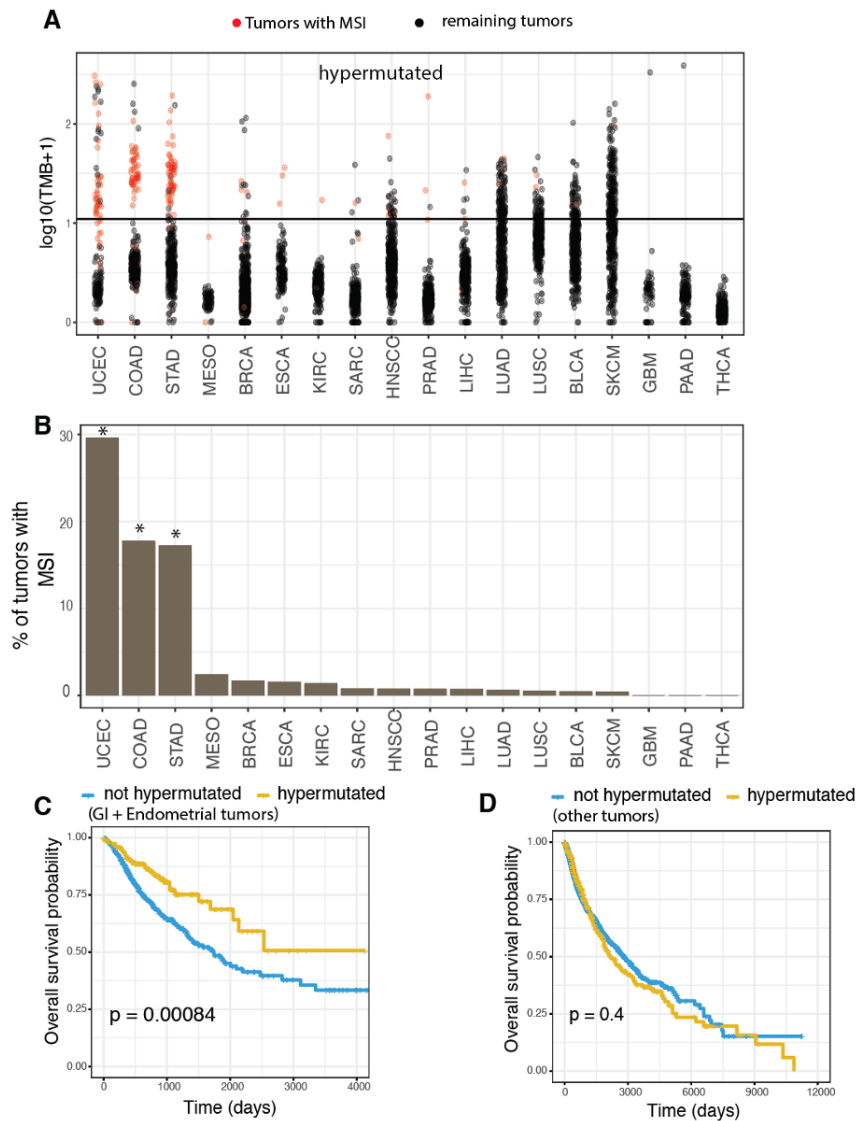 A
Tumors with MSI remaining tumors
hypermutated
log10(TMB+1)
2
1
0
UCEC COAD STAD MESO BRCA ESCA KIRC SARC HNSCC PRAD LIHC LUAD LUSC BLCA SKCM GBM PAAD THCA
B
% of tumors with
MSI
30
20
10
0
* * *
UCEC COAD STAD MESO BRCA ESCA KIRC SARC HNSCC PRAD LIHC LUAD LUSC BLCA SKCM GBM PAAD THCA
not hypermutated hypermutated
C
(GI + Endometrial tumors)
Overall survival probability
1.00
0.75
0.50
0.25
0.00
p = 0.00084
0 1000 2000 3000 4000
Time (days)
not hypermutated hypermutated
D
(other tumors)
Overall survival probability
1.00
0.75
0.50
0.25
0.00
p = 0.4
0 3000 6000 9000 12000
Time (days)